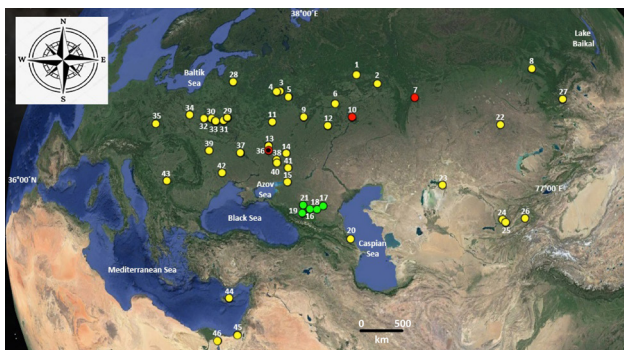 38°00´E
N
W
E
S
Lake
Baikal
Baltik
Sea
1
2
3
4
5
6
7
8
9
10
11
12
13
14
15
16
17
18
19
20
21
22
23
24
25
26
27
28
29
30
31
32
33
34
35
36
37
38
39
40
41
42
43
44
45
46
36°00´N
77°00´E
Azov
Sea
Black Sea
Caspian
Sea
Mediterranean Sea
0 500
km